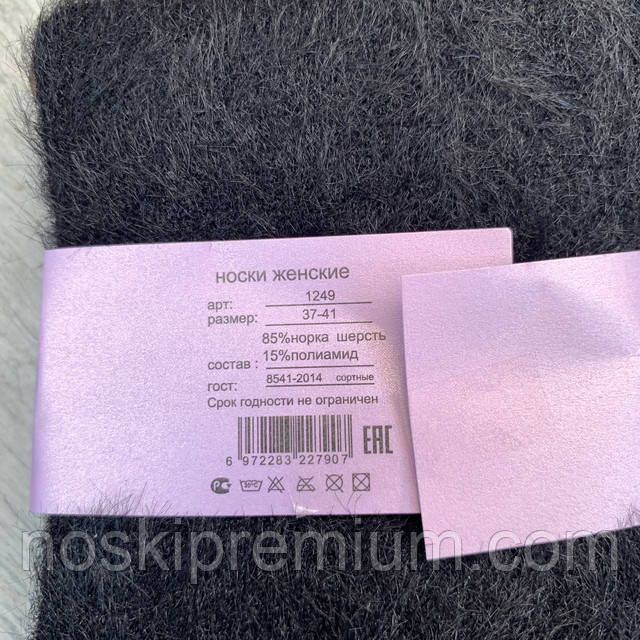 носки женские
арт: 1249
размер: 37-41
85%норка шерсть
состав : 15%полиамид
гост: 8541-2014 сортные
Срок годности не ограничен
EAC
6 972283 227907
noskipremium.com